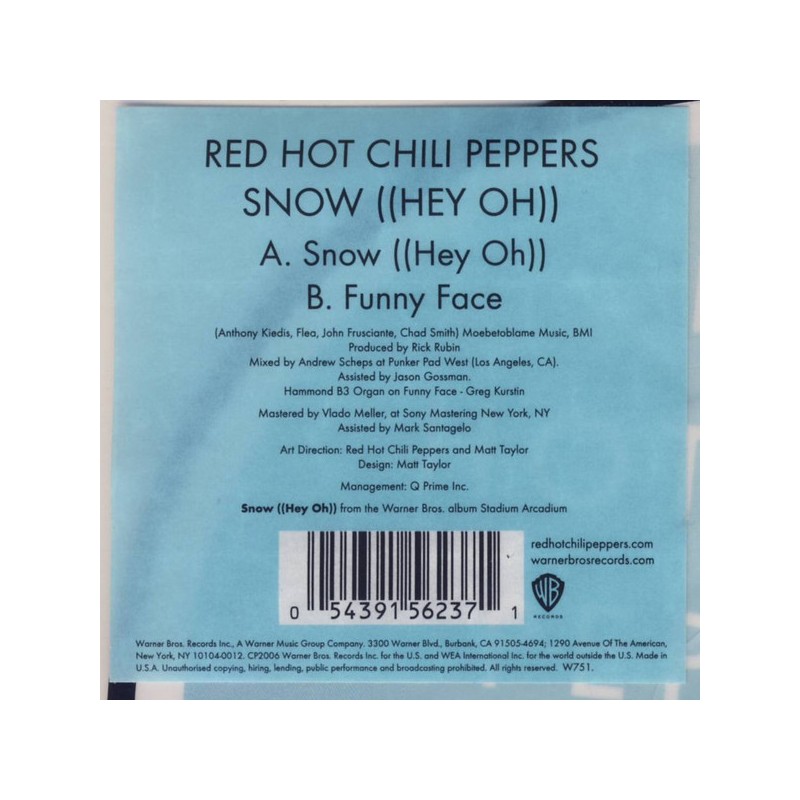 RED HOT CHILI PEPPERS
SNOW ((HEY OH))
A. Snow ((Hey Oh))
B. Funny Face
(Anthony Kiedis, Flea, John Frusciante, Chad Smith) Moebetoblame Music, BMI
Produced by Rick Rubin
Mixed by Andrew Scheps at Punker Pad West (Los Angeles, CA).
Assisted by Jason Gossman.
Hammond B3 Organ on Funny Face - Greg Kurstin
Mastered by Vlado Meller, at Sony Mastering New York, NY
Assisted by Mark Santagelo
Art Direction: Red Hot Chili Peppers and Matt Taylor
Design: Matt Taylor
Management: Q Prime Inc.
Snow ((Hey Oh)) from the Warner Bros. album Stadium Arcadium
redhotchilipeppers.com
warnerbrosrecords.com
WB
RECORDS
0 54391 56237 1
Warner Bros. Records Inc., A Warner Music Group Company. 3300 Warner Blvd., Burbank, CA 91505-4694; 1290 Avenue Of The American,
New York, NY 10104-0012. CP2006 Warner Bros. Records Inc. for the U.S. and WEA International Inc. for the world outside the U.S. Made in
U.S.A. Unauthorised copying, hiring, lending, public performance and broadcasting prohibited. All rights reserved. W751.